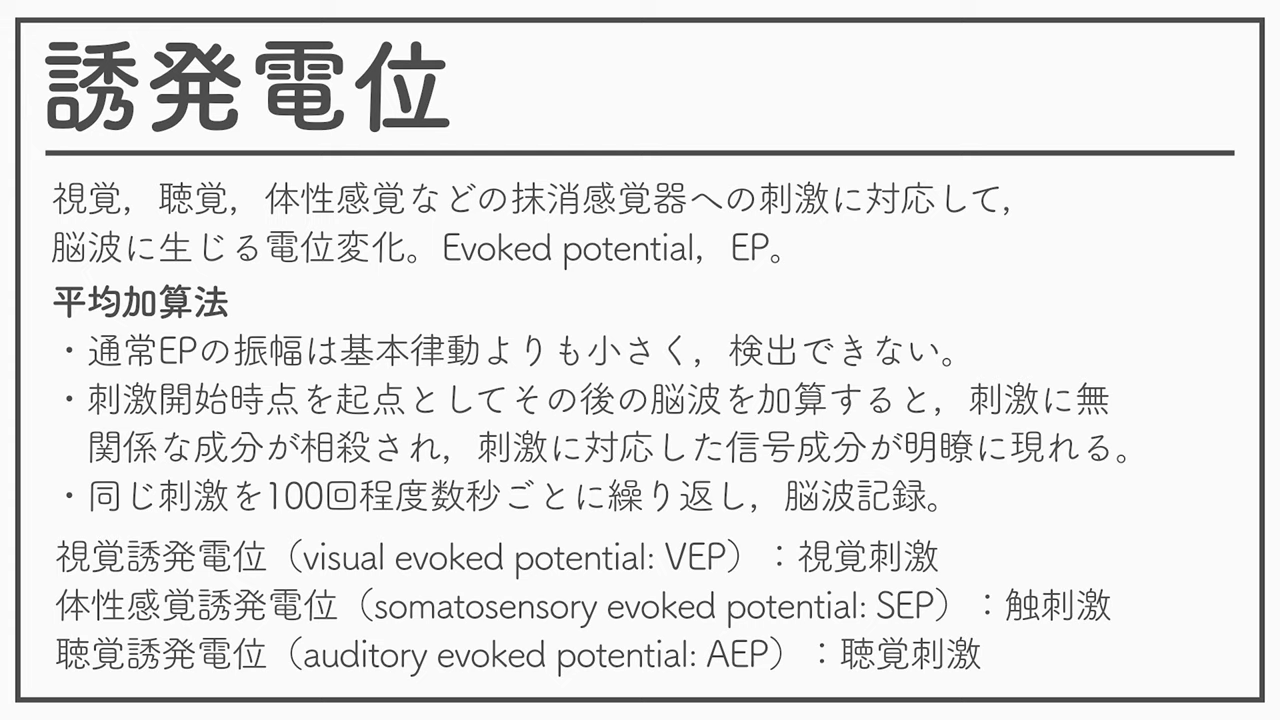 誘発電位
視覚，聴覚，体性感覚などの抹消感覚器への刺激に対応して，
脳波に生じる電位変化。Evoked potential，EP。
平均加算法
・通常EPの振幅は基本律動よりも小さく，検出できない。
・刺激開始時点を起点としてその後の脳波を加算すると，刺激に無
関係な成分が相殺され，刺激に対応した信号成分が明瞭に現れる。
・同じ刺激を100回程度数秒ごとに繰り返し，脳波記録。
視覚誘発電位（visual evoked potential: VEP）：視覚刺激
体性感覚誘発電位（somatosensory evoked potential: SEP）：触刺激
聴覚誘発電位（auditory evoked potential: AEP）：聴覚刺激